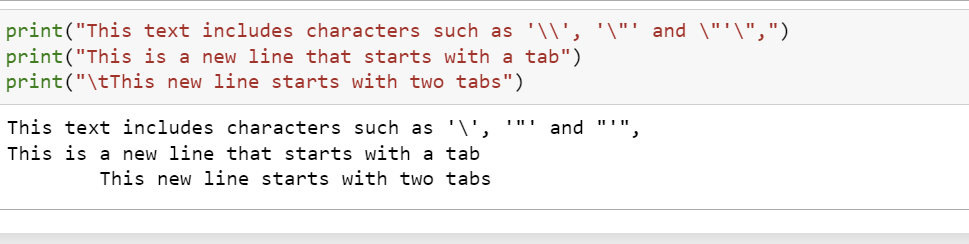 print("This text includes characters such as '\\', '\"' and \"'\",")
print("This is a new line that starts with a tab")
print("\tThis new line starts with two tabs")
This text includes characters such as '\', '"' and "'",
This is a new line that starts with a tab
        This new line starts with two tabs